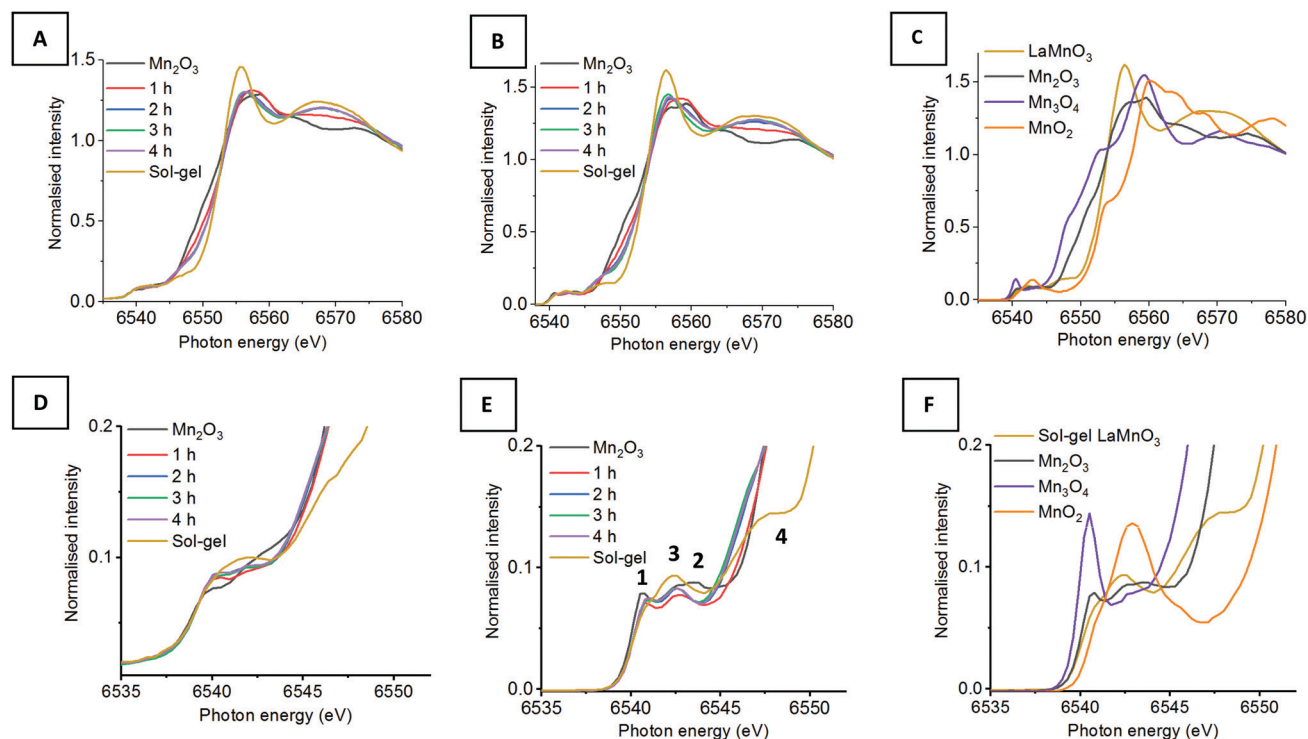 A
Mn₂O₃
1 h
2 h
3 h
4 h
Sol-gel
1.5
1.0
0.5
0.0
Normalised intensity
6540 6550 6560 6570 6580
Photon energy (eV)
B
Mn₂O₃
1 h
2 h
3 h
4 h
Sol-gel
1.5
1.0
0.5
0.0
Normalised intensity
6540 6550 6560 6570 6580
Photon energy (eV)
C
LaMnO₃
Mn₂O₃
Mn₃O₄
MnO₂
1.5
1.0
0.5
0.0
Normalised intensity
6540 6550 6560 6570 6580
Photon energy (eV)
D
Mn₂O₃
1 h
2 h
3 h
4 h
Sol-gel
0.2
0.1
Normalised intensity
6535 6540 6545 6550
Photon energy (eV)
E
Mn₂O₃
1 h
2 h
3 h
4 h
Sol-gel
1 3 2 4
0.2
0.1
0.0
Normalised intensity
6535 6540 6545 6550
Photon energy (eV)
F
Sol-gel LaMnO₃
Mn₂O₃
Mn₃O₄
MnO₂
0.2
0.1
0.0
Normalised intensity
6535 6540 6545 6550
Photon energy (eV)